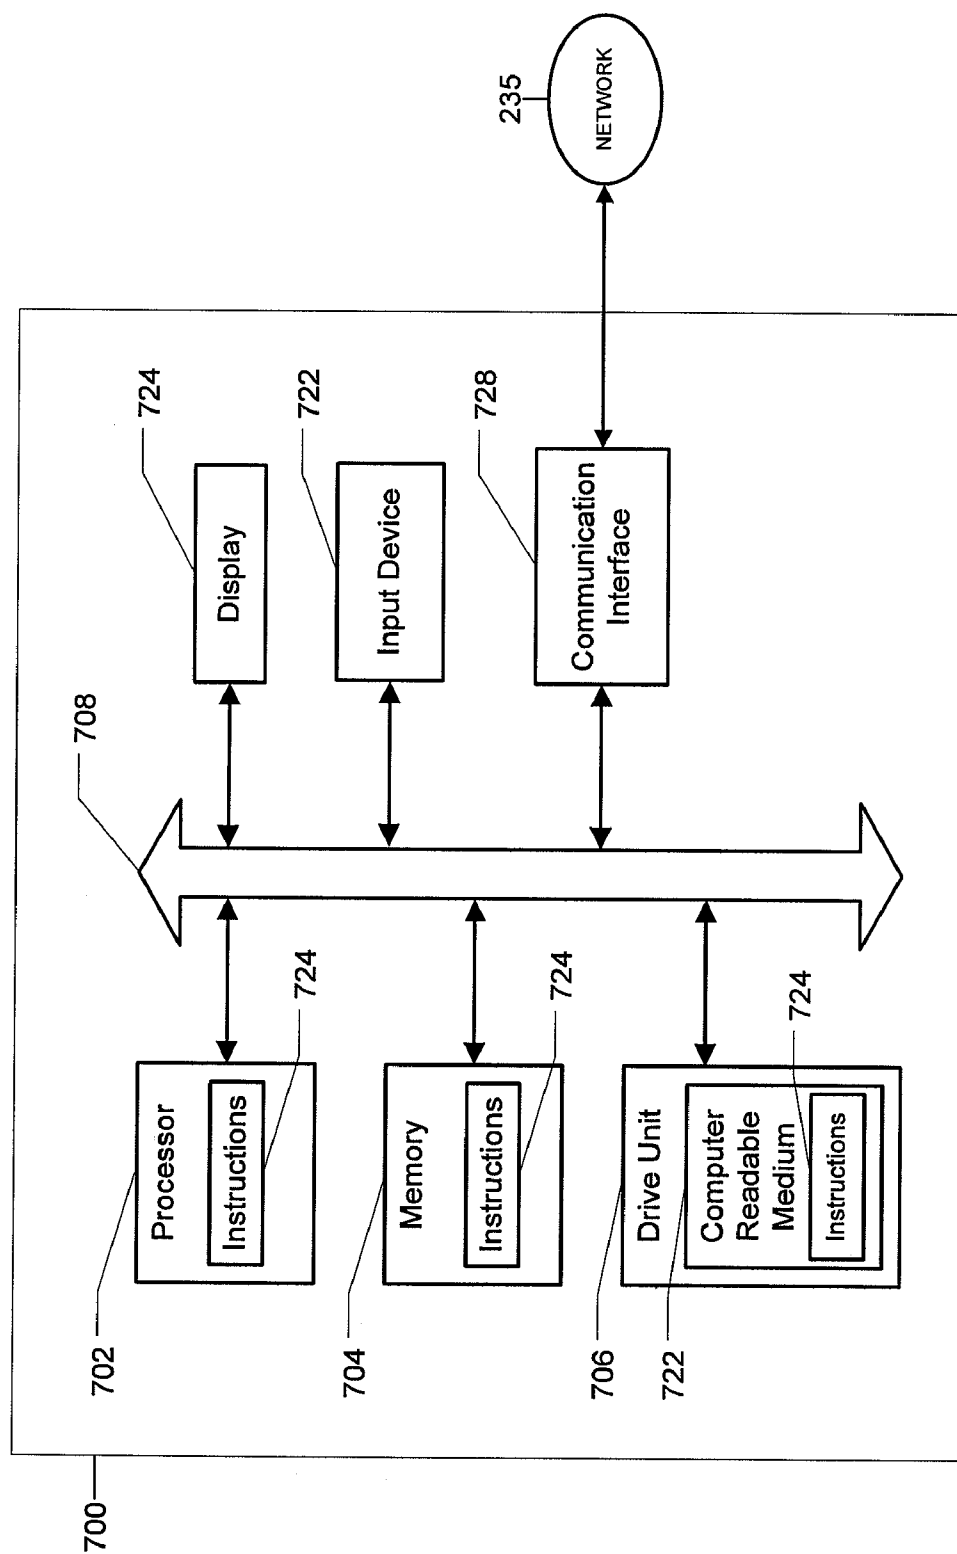 700
702
Processor
Instructions
724
704
Memory
Instructions
724
706
Drive Unit
722
Computer
Readable
Medium
Instructions
724
708
724
Display
722
Input Device
728
Communication
Interface
235
NETWORK